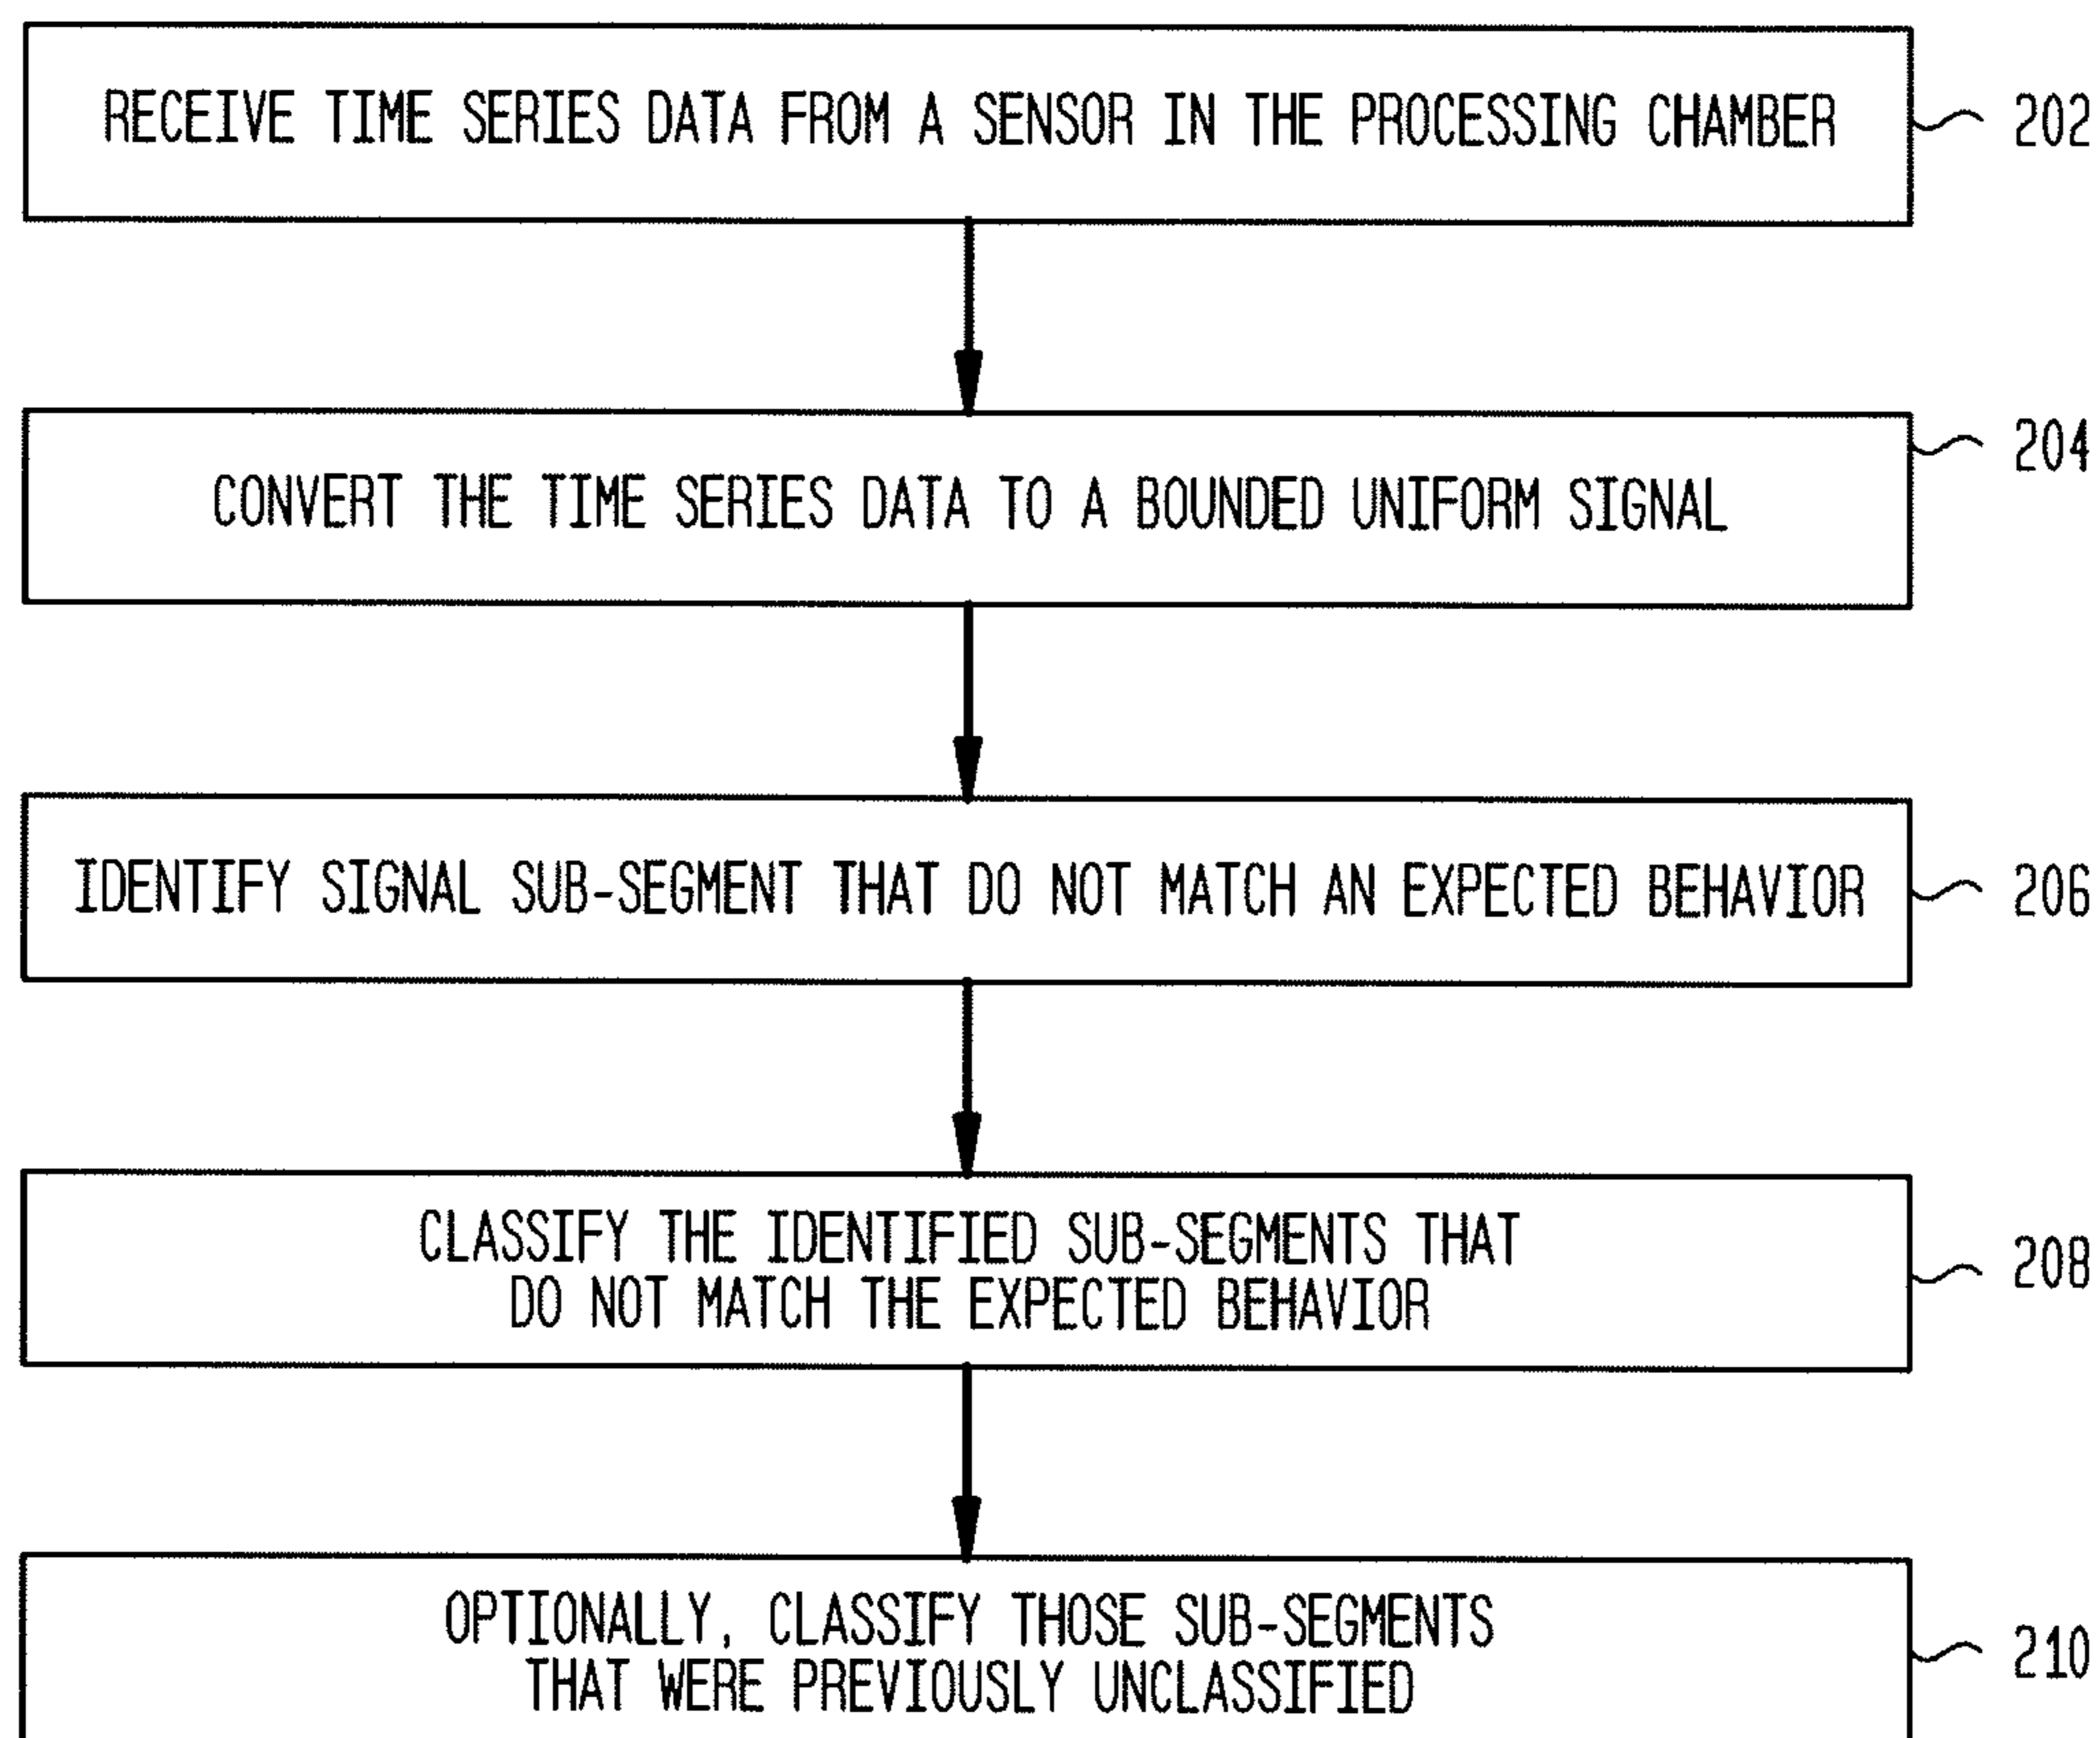 RECEIVE TIME SERIES DATA FROM A SENSOR IN THE PROCESSING CHAMBER
202
CONVERT THE TIME SERIES DATA TO A BOUNDED UNIFORM SIGNAL
204
IDENTIFY SIGNAL SUB-SEGMENT THAT DO NOT MATCH AN EXPECTED BEHAVIOR
206
CLASSIFY THE IDENTIFIED SUB-SEGMENTS THAT
DO NOT MATCH THE EXPECTED BEHAVIOR
208
OPTIONALLY, CLASSIFY THOSE SUB-SEGMENTS
THAT WERE PREVIOUSLY UNCLASSIFIED
210